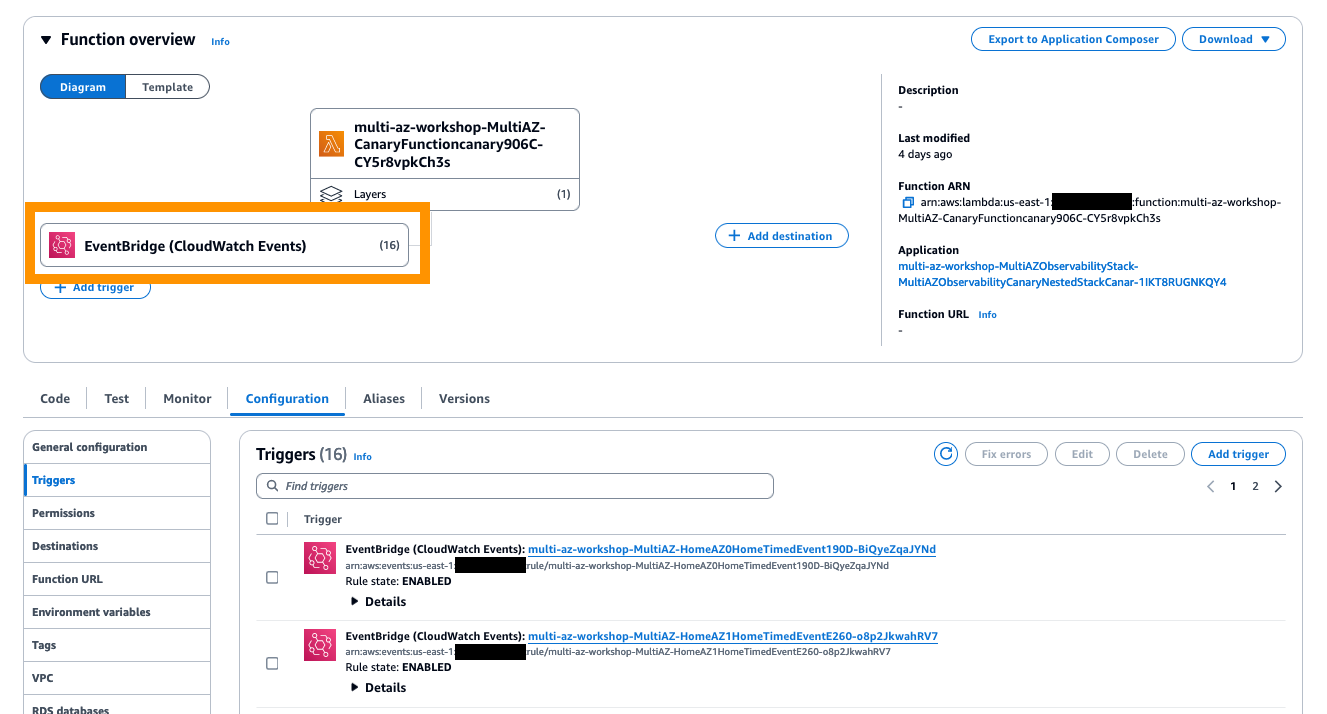 Function overview Info
Export to Application Composer
Download
Diagram
Template
multi-az-workshop-MultiAZ-
CanaryFunctioncanary906C-
CY5r8vpkCh3s
Layers (1)
EventBridge (CloudWatch Events) (16)
Add trigger
Add destination
Description
-
Last modified
4 days ago
Function ARN
arn:aws:lambda:us-east-1: :function:multi-az-workshop-
MultiAZ-CanaryFunctioncanary906C-CY5r8vpkCh3s
Application
multi-az-workshop-MultiAZObservabilityStack-
MultiAZObservabilityCanaryNestedStackCanar-1IKT8RUGNKQY4
Function URL Info
-
Code
Test
Monitor
Configuration
Aliases
Versions
General configuration
Triggers
Permissions
Destinations
Function URL
Environment variables
Tags
VPC
RDS databases
Triggers (16) Info
Fix errors
Edit
Delete
Add trigger
Find triggers
1 2
Trigger
EventBridge (CloudWatch Events): multi-az-workshop-MultiAZ-HomeAZ0HomeTimedEvent190D-BiQyeZqaJYNd
arn:aws:events:us-east-1: :rule/multi-az-workshop-MultiAZ-HomeAZ0HomeTimedEvent190D-BiQyeZqaJYNd
Rule state: ENABLED
Details
EventBridge (CloudWatch Events): multi-az-workshop-MultiAZ-HomeAZ1HomeTimedEventE260-o8p2JkwahRV7
arn:aws:events:us-east-1: :rule/multi-az-workshop-MultiAZ-HomeAZ1HomeTimedEventE260-o8p2JkwahRV7
Rule state: ENABLED
Details